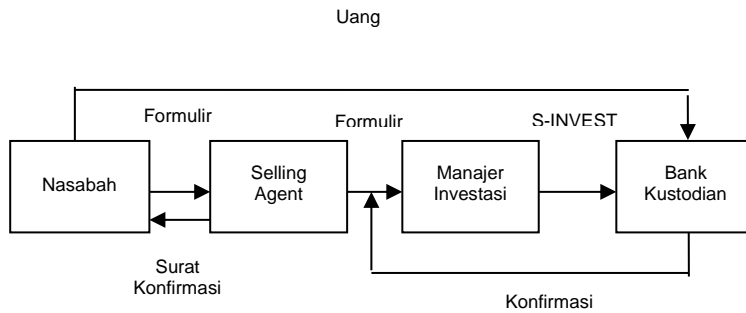 Uang
Formulir
Formulir
S-INVEST
Nasabah
Selling
Agent
Manajer
Investasi
Bank
Kustodian
Surat
Konfirmasi
Konfirmasi